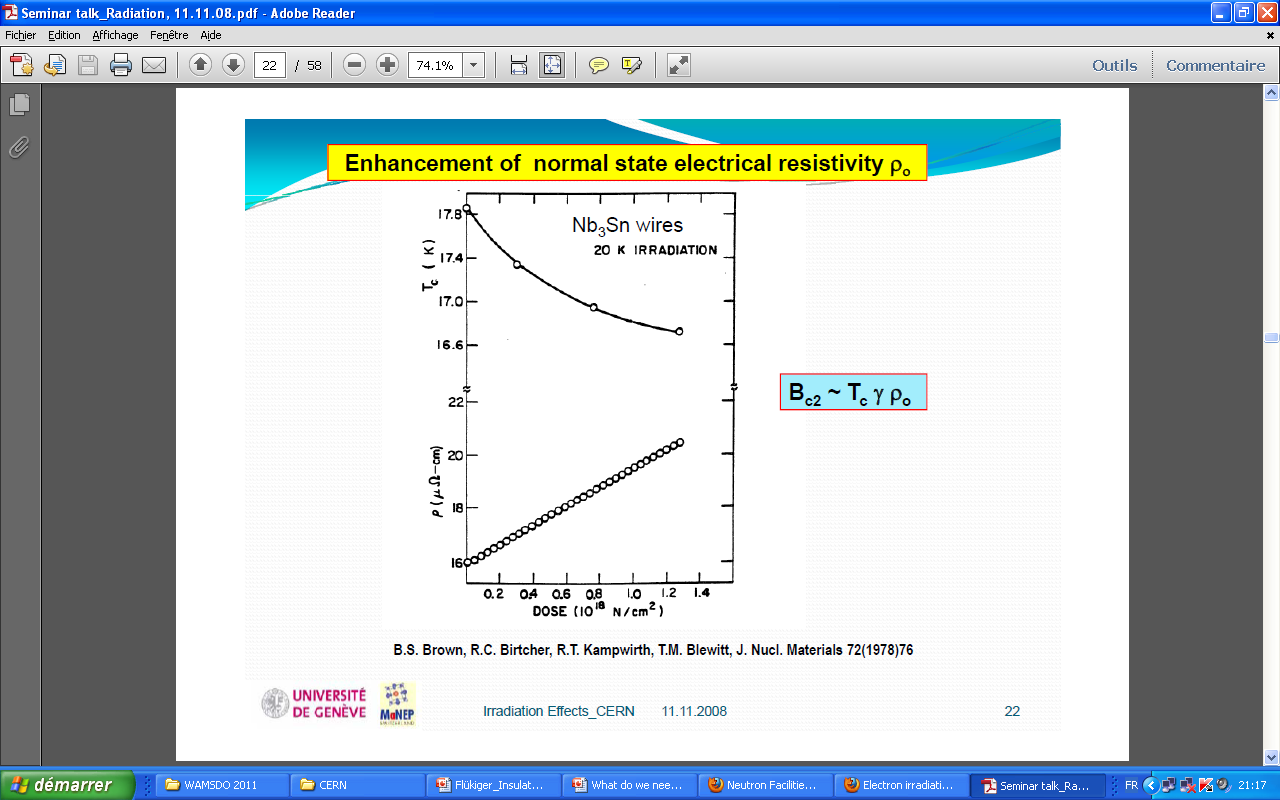 Seminar talk_Radiation, 11.11.08.pdf - Adobe Reader
Fichier Edition Affichage Fenêtre Aide
22 / 58 74.1% Outils Commentaire
Enhancement of normal state electrical resistivity ρo
Nb3Sn wires
20 K IRRADIATION
Tc ( K)
17.8
17.4
17.0
16.6
Bc2 ~ Tc γ ρo
ρ (μΩ-cm)
22
20
18
16
0.2 0.4 0.6 0.8 1.0 1.2 1.4
DOSE (10^18 N/cm^2)
B.S. Brown, R.C. Birtcher, R.T. Kampwirth, T.M. Blewitt, J. Nucl. Materials 72(1978)76
UNIVERSITÉ
DE GENÈVE
MaNEP
Irradiation Effects_CERN 11.11.2008 22
démarrer WAMSDO 2011 CERN Flükiger_Insulat... What do we nee... Neutron Facilitie... Electron irradiati... Seminar talk_Ra... FR 21:17